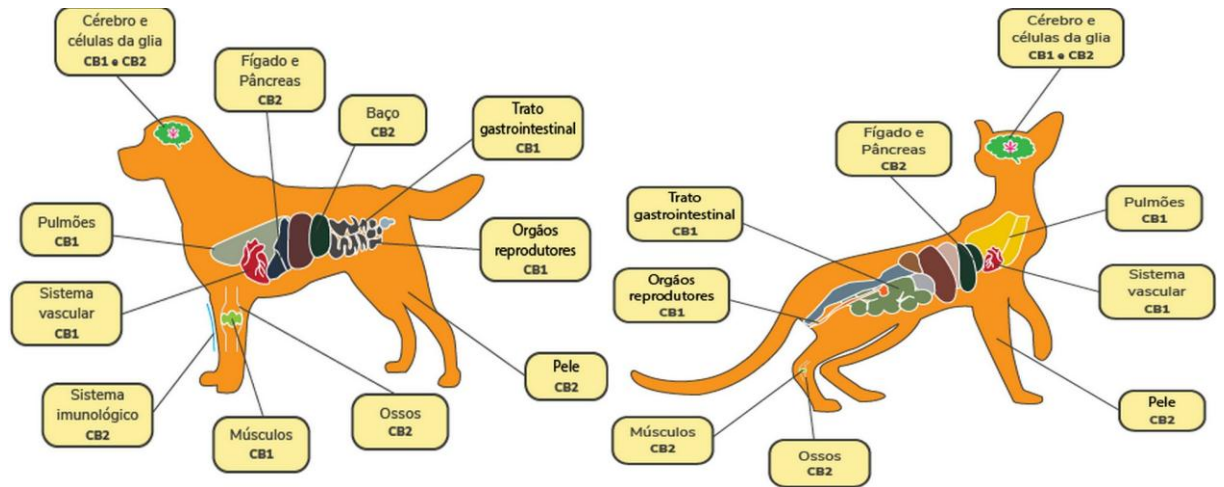 Cérebro e
células da glia
CB1 e CB2
Fígado e
Pâncreas
CB2
Baço
CB2
Trato
gastrointestinal
CB1
Pulmões
CB1
Orgãos
reprodutores
CB1
Sistema
vascular
CB1
Pele
CB2
Sistema
imunológico
CB2
Músculos
CB1
Ossos
CB2
Cérebro e
células da glia
CB1 e CB2
Fígado e
Pâncreas
CB2
Trato
gastrointestinal
CB1
Pulmões
CB1
Orgãos
reprodutores
CB1
Sistema
vascular
CB1
Pele
CB2
Músculos
CB2
Ossos
CB2